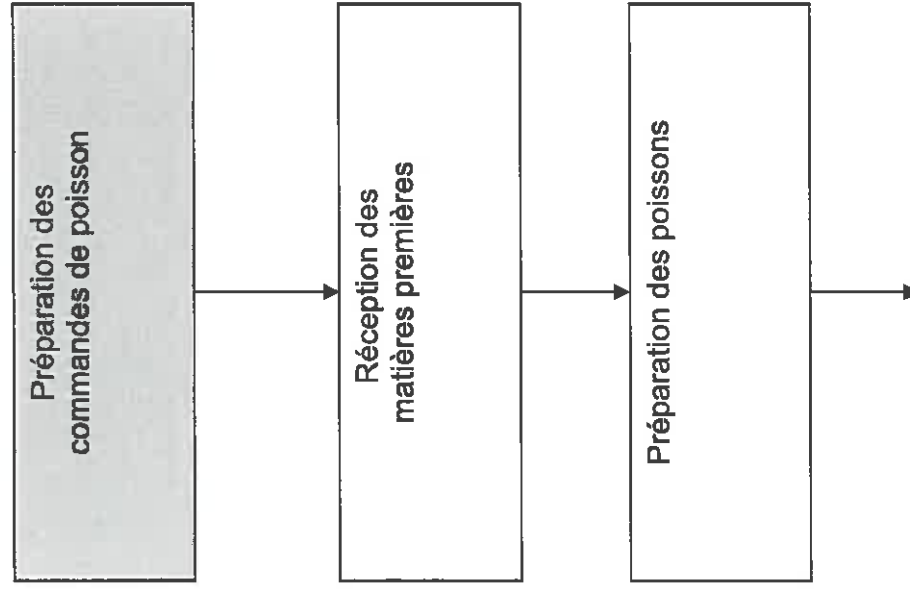 Préparation des
commandes de poisson
Réception des
matières premières
Préparation des poissons